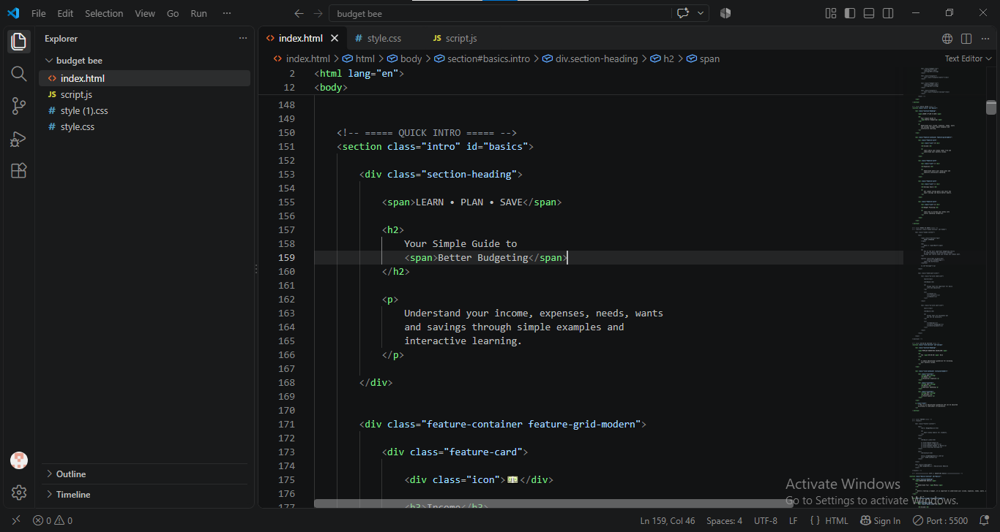 File Edit Selection View Go Run ···
budget bee
Explorer ···
budget bee
<> index.html
JS script.js
# style (1).css
# style.css
Outline
Timeline
<> index.html
# style.css
JS script.js
<> index.html > html > body > section#basics.intro > div.section-heading > h2 > span
Text Editor
2 <html lang="en">
12 <body>
148
149
150 <!-- ===== QUICK INTRO ===== -->
151 <section class="intro" id="basics">
152
153 <div class="section-heading">
154
155 <span>LEARN • PLAN • SAVE</span>
156
157 <h2>
158 Your Simple Guide to
159 <span>Better Budgeting</span>
160 </h2>
161
162 <p>
163 Understand your income, expenses, needs, wants
164 and savings through simple examples and
165 interactive learning.
166 </p>
167
168 </div>
169
170
171 <div class="feature-container feature-grid-modern">
172
173 <div class="feature-card">
174
175 <div class="icon">💵</div>
176
177 <h3>Income</h3>
Activate Windows
Go to Settings to activate Windows.
0 0
Ln 159, Col 46 Spaces: 4 UTF-8 LF {} HTML Sign In Port : 5500